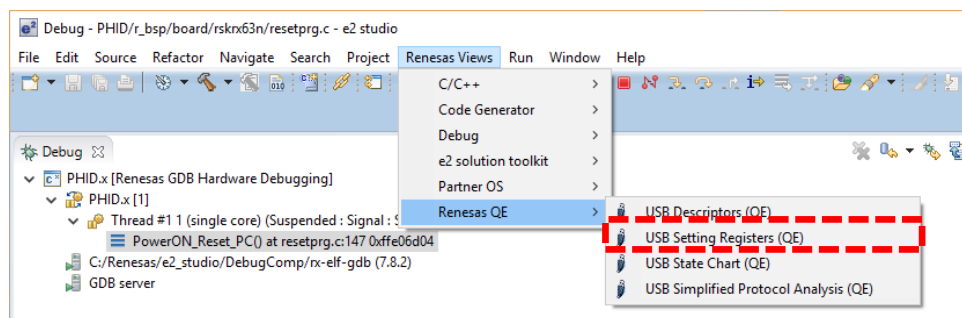 Debug - PHID/r_bsp/board/rskrx63n/resetprg.c - e2 studio
File Edit Source Refactor Navigate Search Project Renesas Views Run Window Help
C/C++
Code Generator
Debug
e2 solution toolkit
Partner OS
Renesas QE
USB Descriptors (QE)
USB Setting Registers (QE)
USB State Chart (QE)
USB Simplified Protocol Analysis (QE)
Debug
PHID.x [Renesas GDB Hardware Debugging]
PHID.x [1]
Thread #1 1 (single core) (Suspended : Signal :
PowerON_Reset_PC() at resetprg.c:147 0xffe06d04
C:/Renesas/e2_studio/DebugComp/rx-elf-gdb (7.8.2)
GDB server